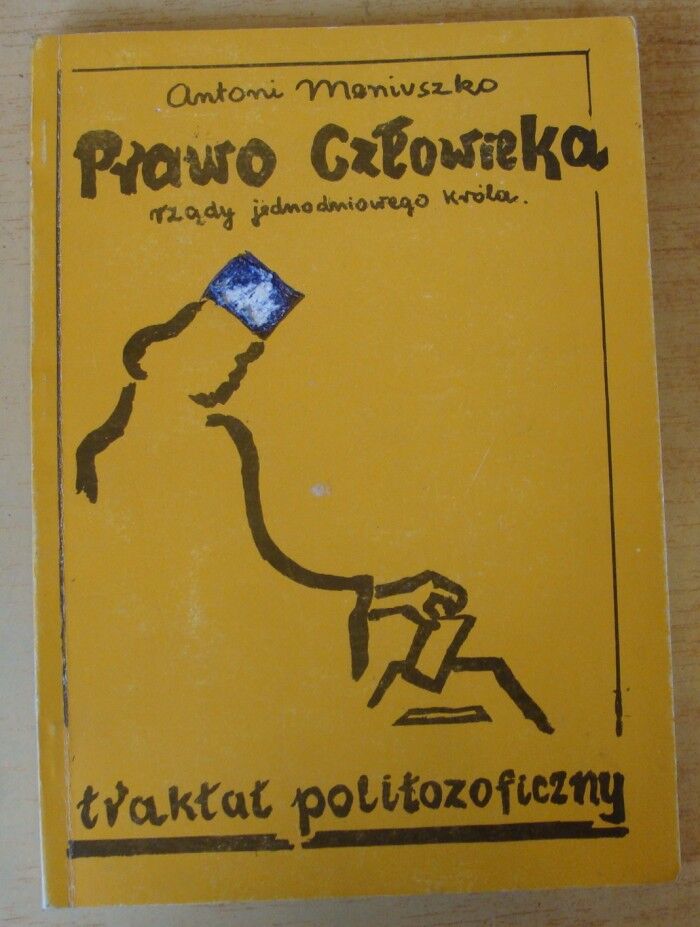 Antoni Moniuszko
Prawo Człowieka
rządy jednodniowego króla.
traktat politozoficzny